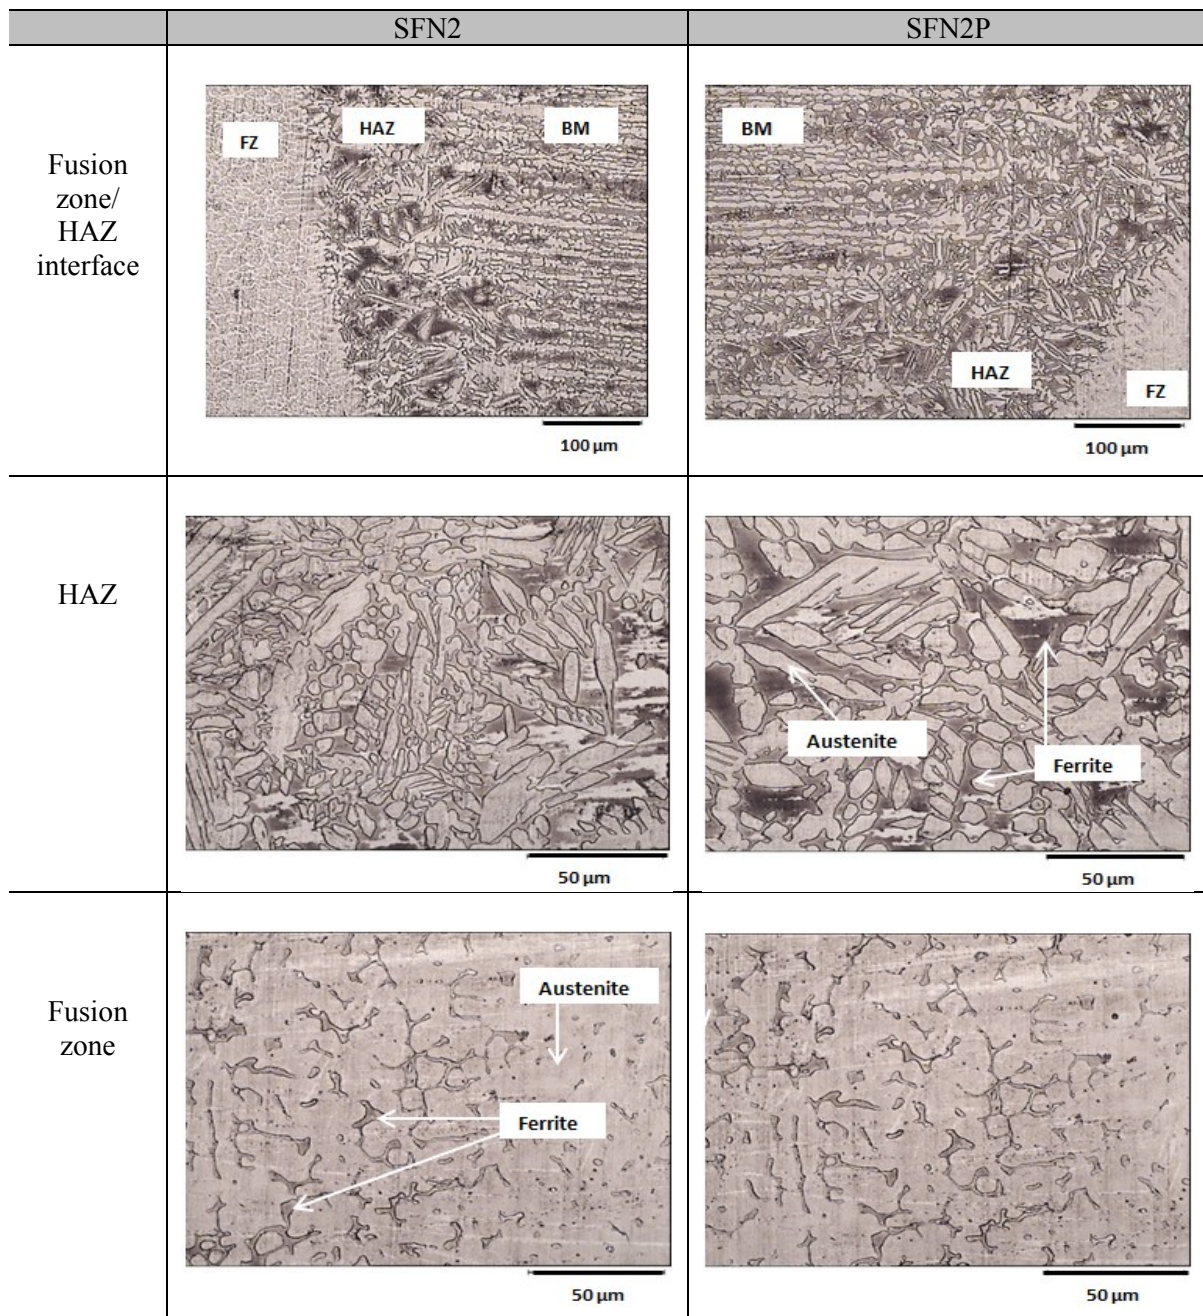 SFN2
SFN2P
Fusion
zone/
HAZ
interface
FZ
HAZ
BM
100 µm
BM
HAZ
FZ
100 µm
HAZ
50 µm
Austenite
Ferrite
50 µm
Fusion
zone
Austenite
Ferrite
50 µm
50 µm